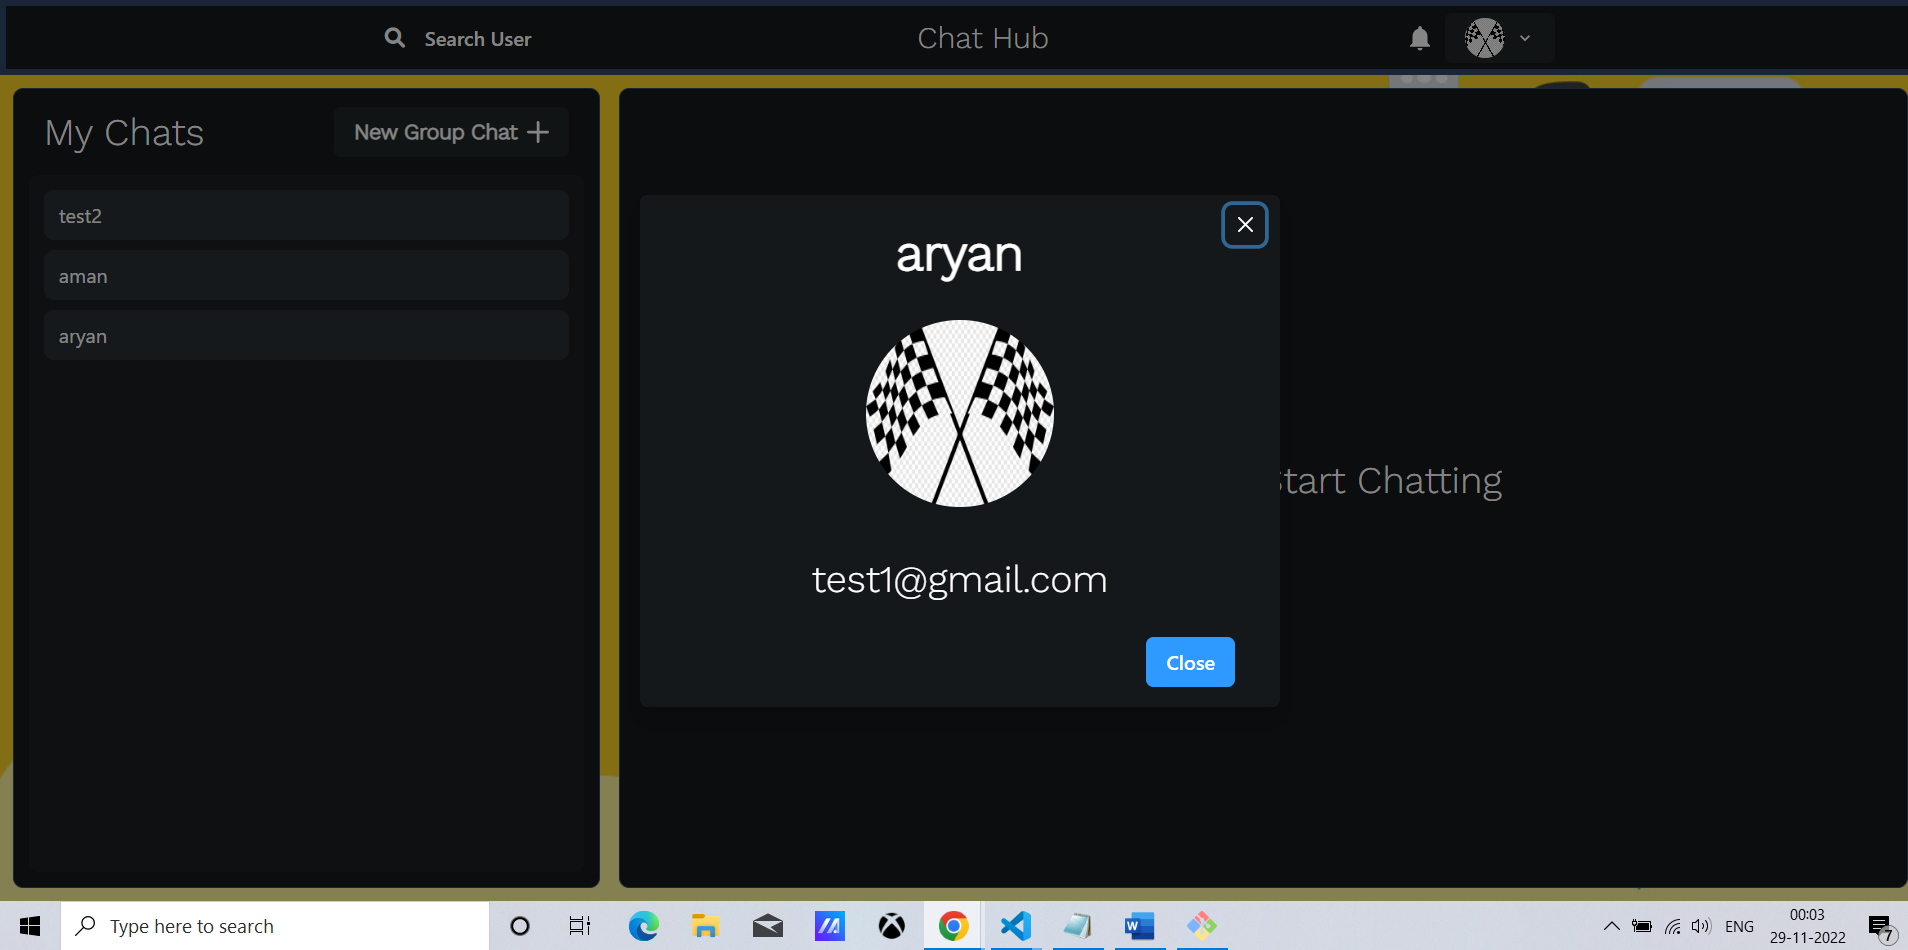 Search User
Chat Hub
My Chats
New Group Chat
test2
aman
aryan
aryan
test1@gmail.com
Close
Start Chatting
Type here to search
W
ENG
00:03
29-11-2022
7